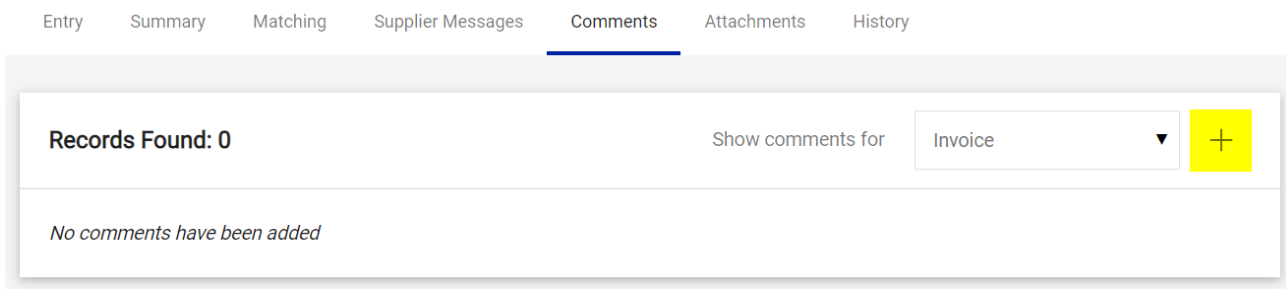 Entry Summary Matching Supplier Messages Comments Attachments History
Records Found: 0 Show comments for Invoice
No comments have been added